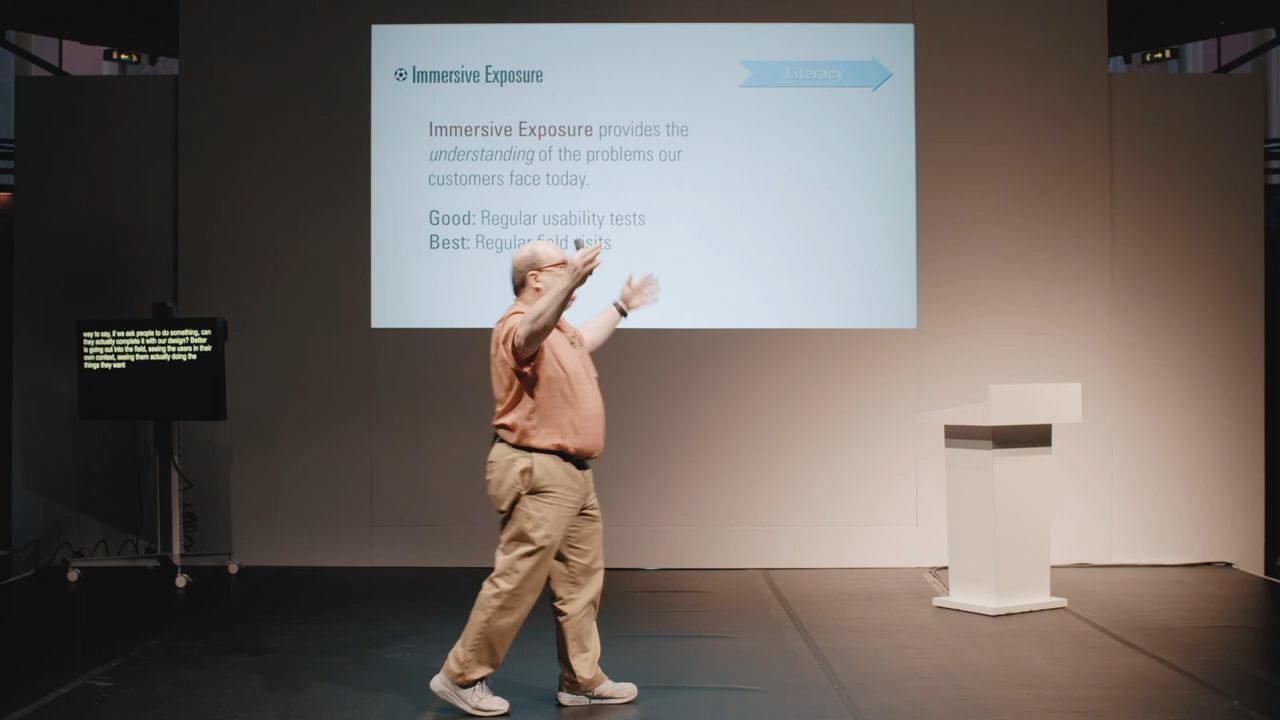 Immersive Exposure
Literacy
Immersive Exposure provides the
understanding of the problems our
customers face today.
Good: Regular usability tests
Best: Regular field visits
way to say, if we ask people to do something, can
they actually complete it with our design? Better
is going out into the field, seeing the users in their
own context, seeing them actually doing the
things they want